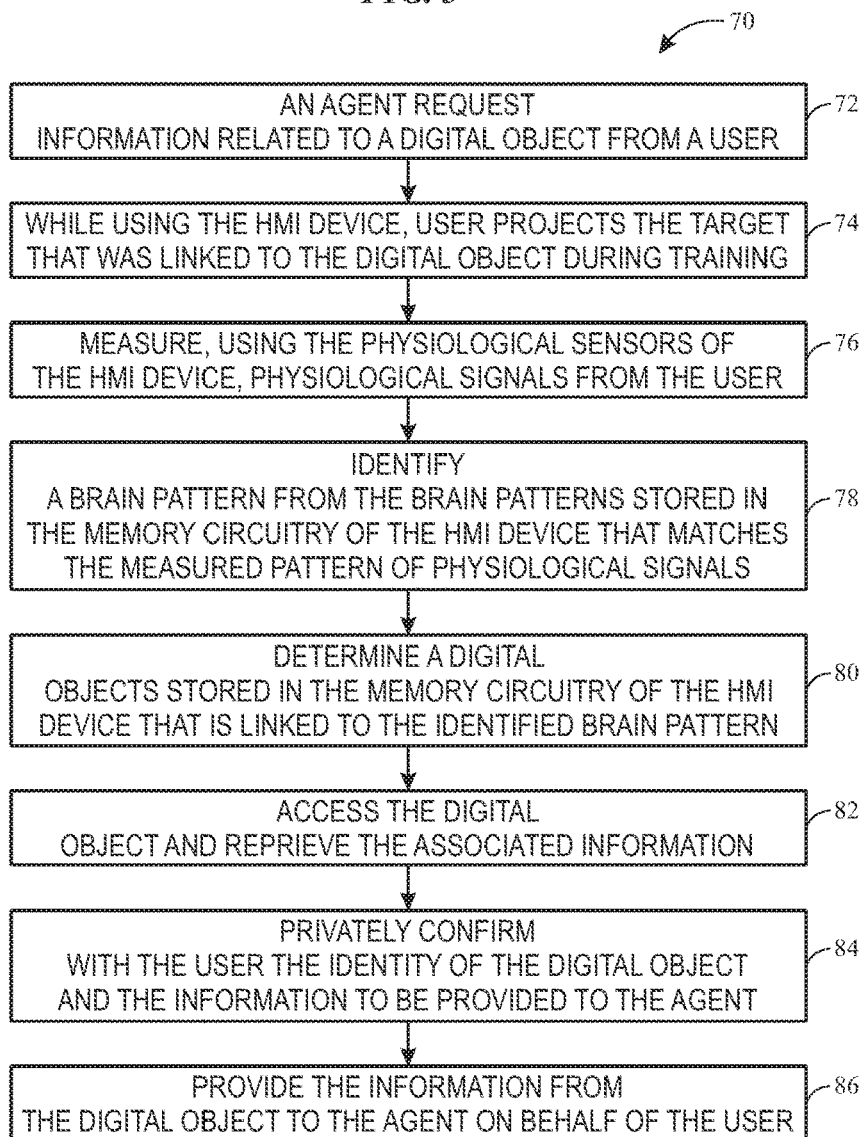 70
AN AGENT REQUEST
INFORMATION RELATED TO A DIGITAL OBJECT FROM A USER
72
WHILE USING THE HMI DEVICE, USER PROJECTS THE TARGET
THAT WAS LINKED TO THE DIGITAL OBJECT DURING TRAINING
74
MEASURE, USING THE PHYSIOLOGICAL SENSORS OF
THE HMI DEVICE, PHYSIOLOGICAL SIGNALS FROM THE USER
76
IDENTIFY
A BRAIN PATTERN FROM THE BRAIN PATTERNS STORED IN
THE MEMORY CIRCUITRY OF THE HMI DEVICE THAT MATCHES
THE MEASURED PATTERN OF PHYSIOLOGICAL SIGNALS
78
DETERMINE A DIGITAL
OBJECTS STORED IN THE MEMORY CIRCUITRY OF THE HMI
DEVICE THAT IS LINKED TO THE IDENTIFIED BRAIN PATTERN
80
ACCESS THE DIGITAL
OBJECT AND REPRIEVE THE ASSOCIATED INFORMATION
82
PRIVATELY CONFIRM
WITH THE USER THE IDENTITY OF THE DIGITAL OBJECT
AND THE INFORMATION TO BE PROVIDED TO THE AGENT
84
PROVIDE THE INFORMATION FROM
THE DIGITAL OBJECT TO THE AGENT ON BEHALF OF THE USER
86